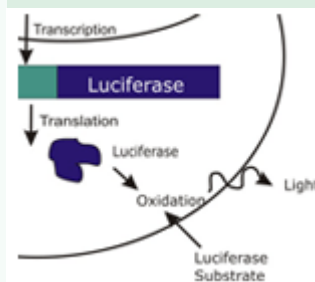 Transcription
Luciferase
Translation
Luciferase
Oxidation
Light
Luciferase
Substrate